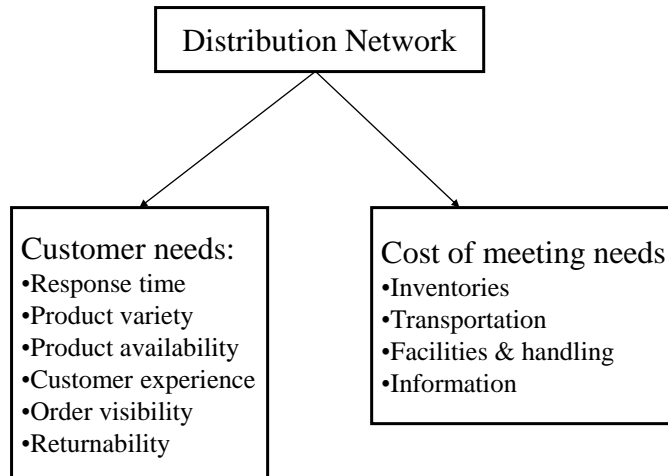 Distribution Network
Customer needs:
•Response time
•Product variety
•Product availability
•Customer experience
•Order visibility
•Returnability
Cost of meeting needs
•Inventories
•Transportation
•Facilities & handling
•Information